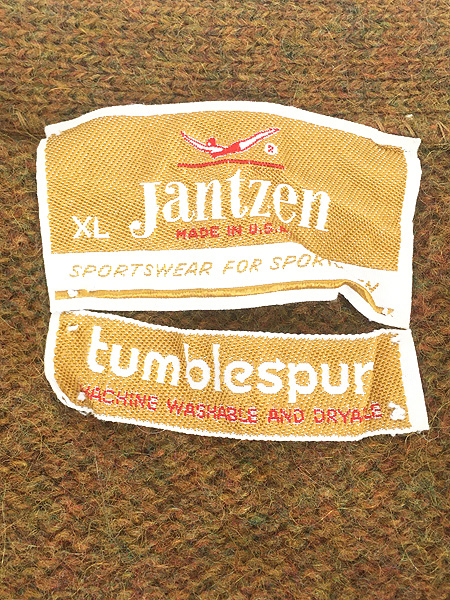 Jantzen
XL
MADE IN U.S.A.
SPORTSWEAR FOR
tumblespun
MACHINE WASHABLE AND DRYABLE